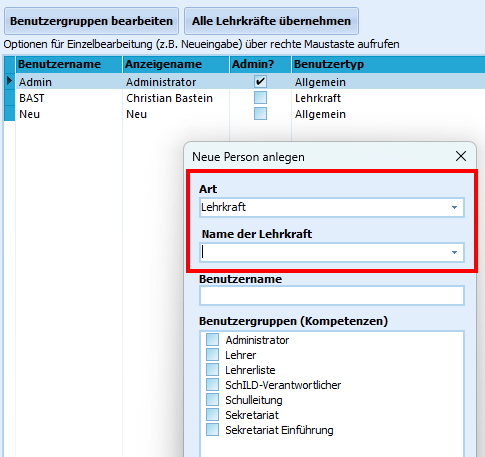 Benutzergruppen bearbeiten Alle Lehrkräfte übernehmen
Optionen für Einzelbearbeitung (z.B. Neueingabe) über rechte Maustaste aufrufen
Benutzername Anzeigename Admin? Benutzertyp
Admin Administrator Allgemein
BAST Christian Bastein Lehrkraft
Neu Neu Allgemein
Neue Person anlegen
Art
Lehrkraft
Name der Lehrkraft
Benutzername
Benutzergruppen (Kompetenzen)
Administrator
Lehrer
Lehrerliste
SchILD-Verantwortlicher
Schulleitung
Sekretariat
Sekretariat Einführung